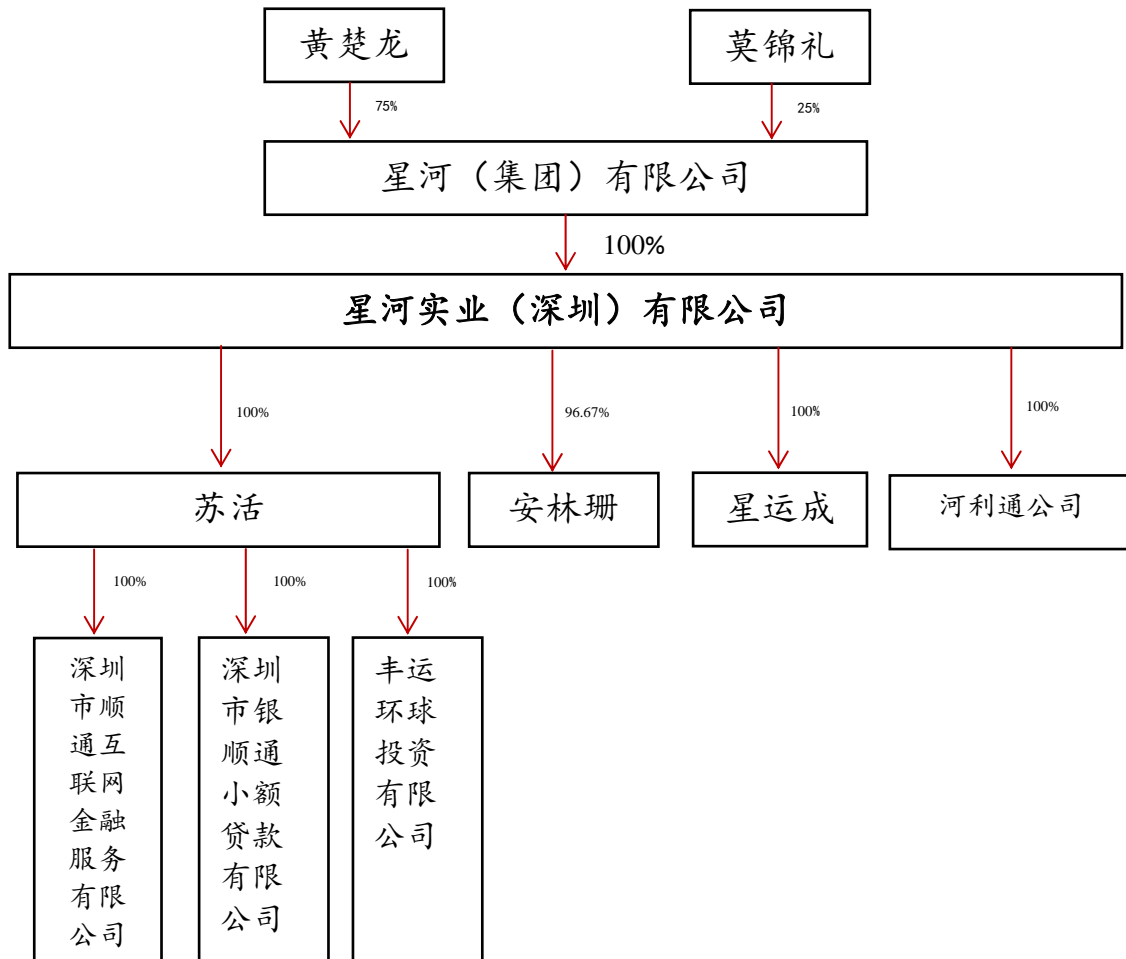 黄楚龙
莫锦礼
75%
25%
星河（集团）有限公司
100%
星河实业（深圳）有限公司
100%
96.67%
100%
100%
苏活
安林珊
星运成
河利通公司
100%
100%
100%
深圳
市顺
通互
联网
金融
服务
有限
公司
深圳
市银
顺通
小额
贷款
有限
公司
丰运
环球
投资
有限
公司